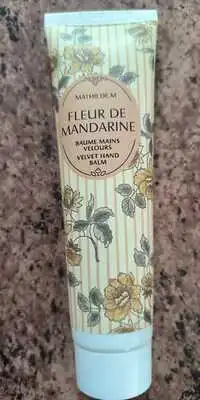 MATHILDE M
FLEUR DE
MANDARINE
BAUME MAINS
VELOURS
VELVET HAND
BALM